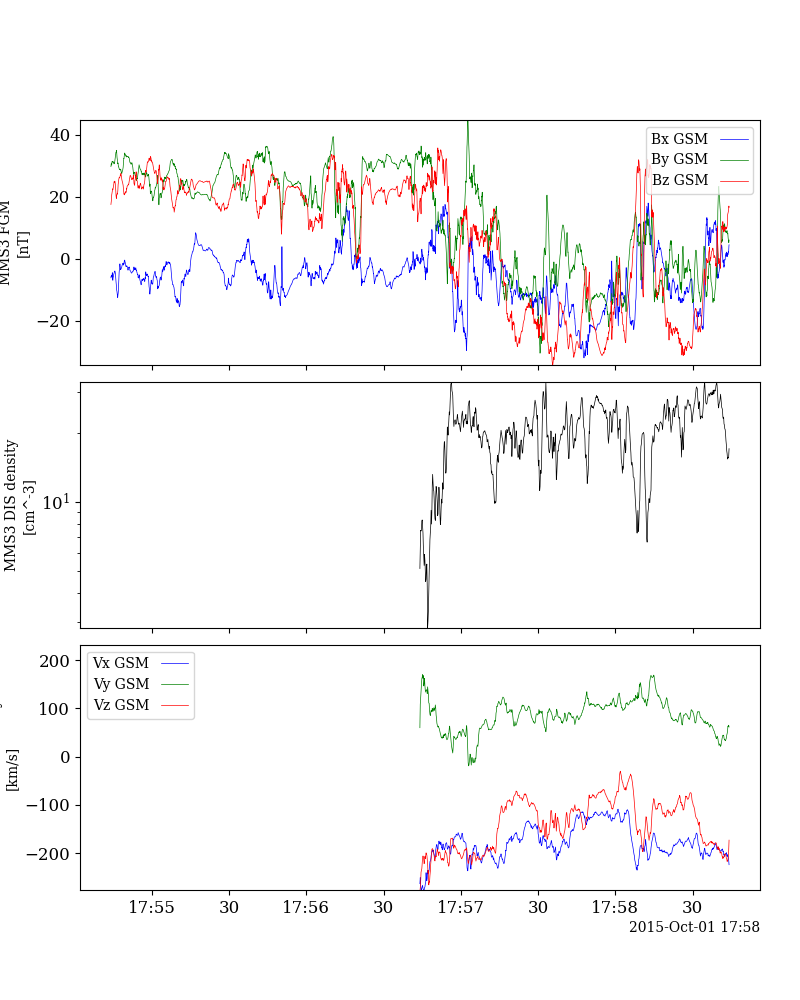 40
20
0
−20
MMS3 FGM
[nT]
Bx GSM
By GSM
Bz GSM
10^1
MMS3 DIS density
[cm^-3]
200
100
0
−100
−200
[km/s]
Vx GSM
Vy GSM
Vz GSM
17:55 30 17:56 30 17:57 30 17:58 30
2015-Oct-01 17:58